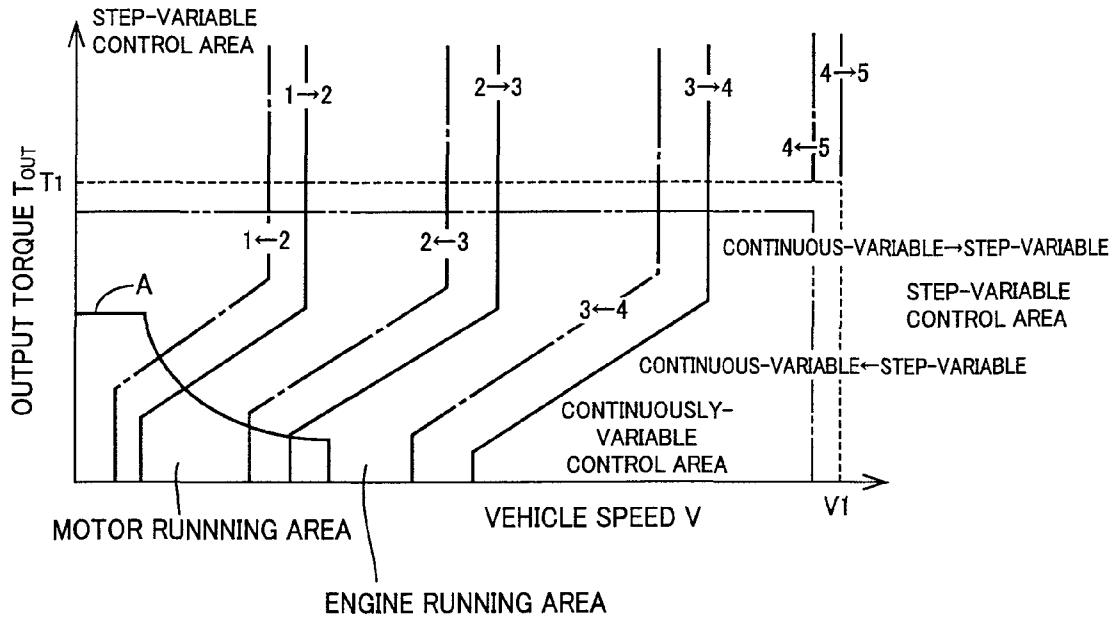 STEP-VARIABLE
CONTROL AREA
1→2
2→3
3→4
4→5
4←5
T1
OUTPUT TORQUE TOUT
1←2
2←3
CONTINUOUS-VARIABLE→STEP-VARIABLE
A
STEP-VARIABLE
CONTROL AREA
3←4
CONTINUOUS-VARIABLE←STEP-VARIABLE
CONTINUOUSLY-
VARIABLE
CONTROL AREA
V1
MOTOR RUNNNING AREA
VEHICLE SPEED V
ENGINE RUNNING AREA